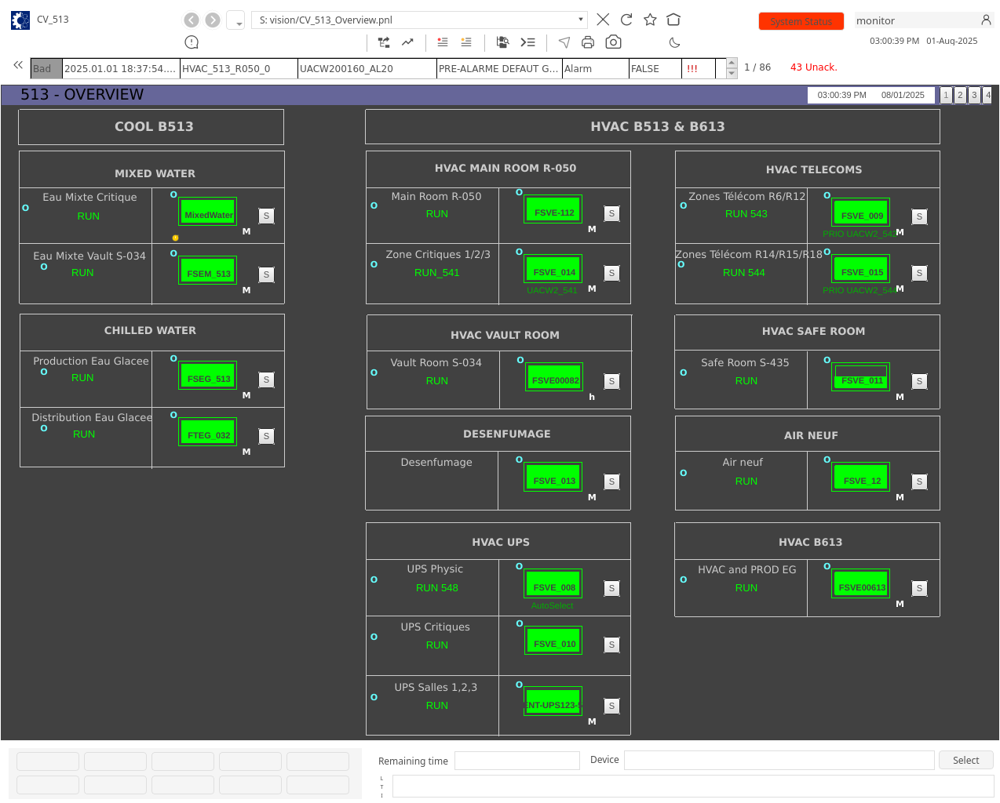 CV_513
S: vision/CV_513_Overview.pnl
System Status
monitor
03:00:39 PM 01-Aug-2025
Bad 2025.01.01 18:37:54.... HVAC_513_R050_0 UACW200160_AL20 PRE-ALARME DEFAUT G... Alarm FALSE !!! 1 / 86 43 Unack.
513 - OVERVIEW
03:00:39 PM 08/01/2025 1 2 3 4
COOL B513
MIXED WATER
Eau Mixte Critique
RUN
O O MixedWater S
M
Eau Mixte Vault S-034
RUN
O O FSEM_513 S
M
CHILLED WATER
Production Eau Glacee
RUN
O O FSEG_513 S
M
Distribution Eau Glacee
RUN
O O FTEG_032 S
M
HVAC B513 & B613
HVAC MAIN ROOM R-050
Main Room R-050
RUN
O O FSVE-112 S
M
Zone Critiques 1/2/3
RUN_541
O O FSVE_014 S
UACW2_541 M
HVAC VAULT ROOM
Vault Room S-034
RUN
O O FSVE00082 S
h
DESENFUMAGE
Desenfumage
O FSVE_013 S
M
HVAC UPS
UPS Physic
RUN 548
O O FSVE_008 S
AutoSelect
UPS Critiques
RUN
O O FSVE_010 S
UPS Salles 1,2,3
RUN
O O ENT-UPS123-S S
M
HVAC TELECOMS
Zones Télécom R6/R12
RUN 543
O O FSVE_009 S
PRIO UACW2_542 M
Zones Télécom R14/R15/R18
RUN 544
O O FSVE_015 S
PRIO UACW2_544 M
HVAC SAFE ROOM
Safe Room S-435
RUN
O O FSVE_011 S
M
AIR NEUF
Air neuf
RUN
O O FSVE_12 S
M
HVAC B613
HVAC and PROD EG
RUN
O O FSVE00613 S
M
Remaining time Device Select
L
T
I